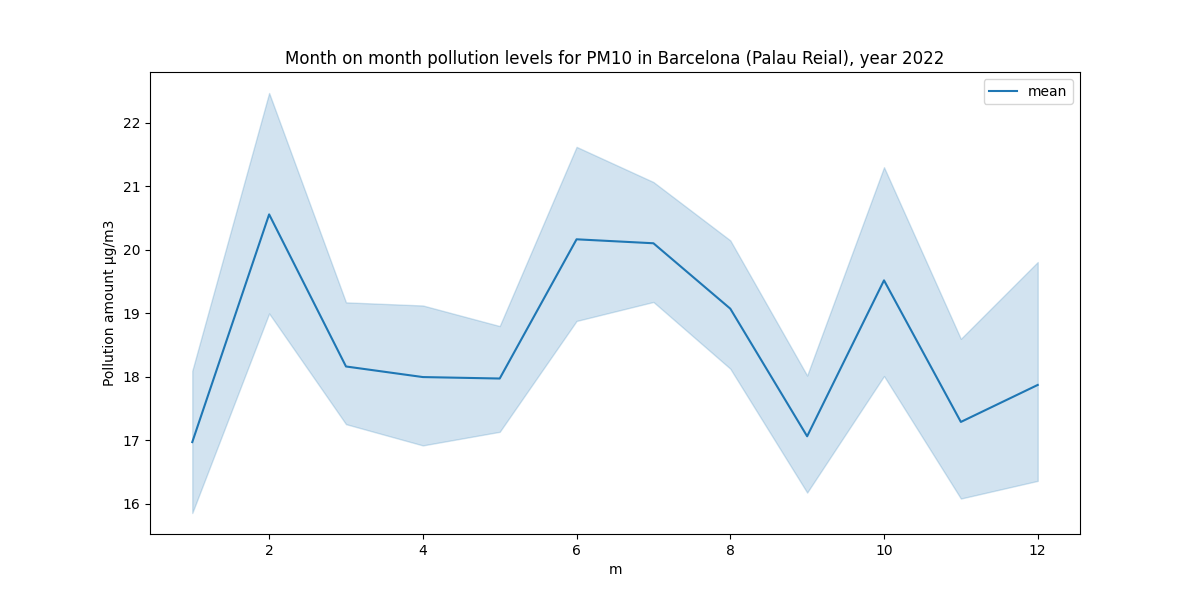 Month on month pollution levels for PM10 in Barcelona (Palau Reial), year 2022
mean
Pollution amount µg/m3
22
21
20
19
18
17
16
2 4 6 8 10 12
m